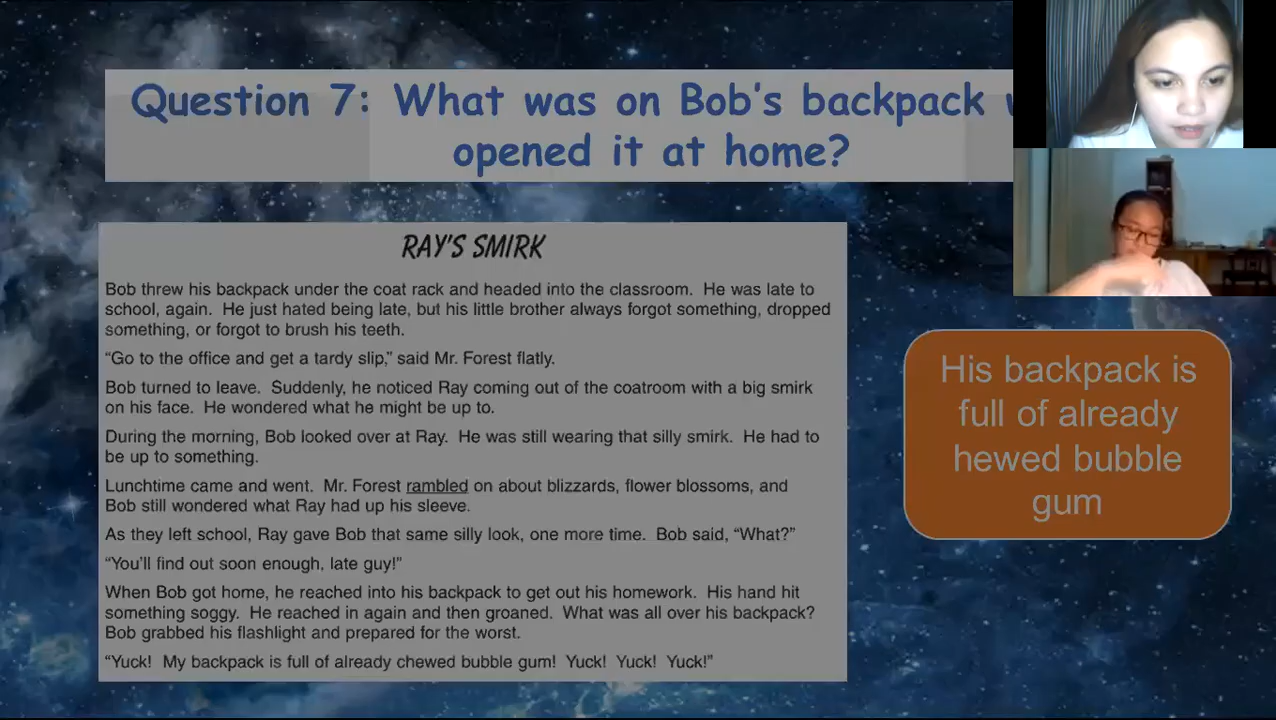 Question 7: What was on Bob's backpack
opened it at home?
RAY'S SMIRK
Bob threw his backpack under the coat rack and headed into the classroom. He was late to
school, again. He just hated being late, but his little brother always forgot something, dropped
something, or forgot to brush his teeth.
“Go to the office and get a tardy slip,” said Mr. Forest flatly.
Bob turned to leave. Suddenly, he noticed Ray coming out of the coatroom with a big smirk
on his face. He wondered what he might be up to.
During the morning, Bob looked over at Ray. He was still wearing that silly smirk. He had to
be up to something.
Lunchtime came and went. Mr. Forest rambled on about blizzards, flower blossoms, and
Bob still wondered what Ray had up his sleeve.
As they left school, Ray gave Bob that same silly look, one more time. Bob said, “What?”
“You’ll find out soon enough, late guy!”
When Bob got home, he reached into his backpack to get out his homework. His hand hit
something soggy. He reached in again and then groaned. What was all over his backpack?
Bob grabbed his flashlight and prepared for the worst.
“Yuck! My backpack is full of already chewed bubble gum! Yuck! Yuck! Yuck!”
His backpack is
full of already
hewed bubble
gum